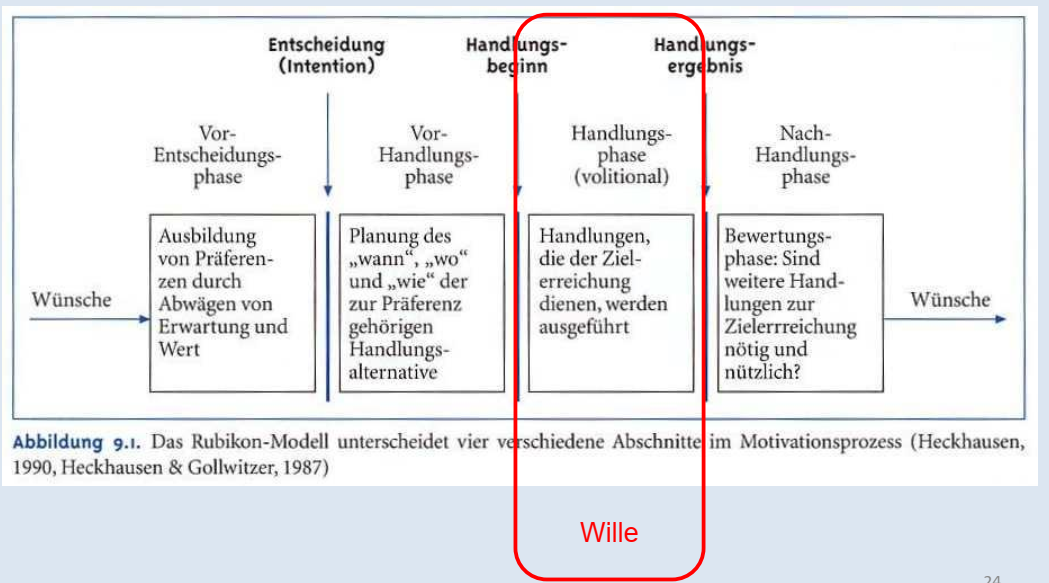 Entscheidung
(Intention)
Handlungs-
beginn
Handlungs-
ergebnis
Vor-
Entscheidungs-
phase
Vor-
Handlungs-
phase
Handlungs-
phase
(volitional)
Nach-
Handlungs-
phase
Wünsche
Ausbildung
von Präferen-
zen durch
Abwägen von
Erwartung und
Wert
Planung des
„wann“, „wo“
und „wie“ der
zur Präferenz
gehörigen
Handlungs-
alternative
Handlungen,
die der Ziel-
erreichung
dienen, werden
ausgeführt
Bewertungs-
phase: Sind
weitere Hand-
lungen zur
Zielerrreichung
nötig und
nützlich?
Wünsche
Abbildung 9.1. Das Rubikon-Modell unterscheidet vier verschiedene Abschnitte im Motivationsprozess (Heckhausen,
1990, Heckhausen & Gollwitzer, 1987)
Wille
24